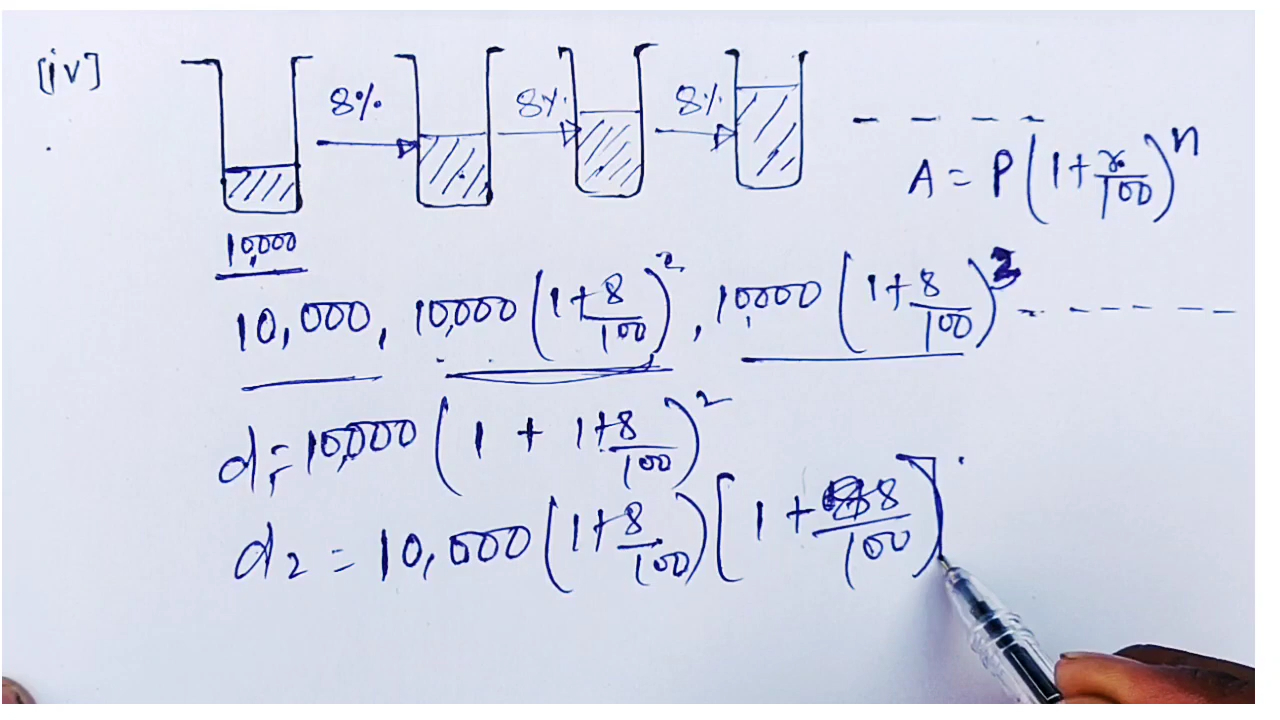 [iv]
8% 8% 8% - - - -
A = P(1+r/100)^n
10,000
10,000, 10,000(1+8/100)^2, 10,000(1+8/100)^3 - - - - - -
d1=10,000(1 + 1+8/100)^2
d2 = 10,000(1+8/100)[1+8/100]